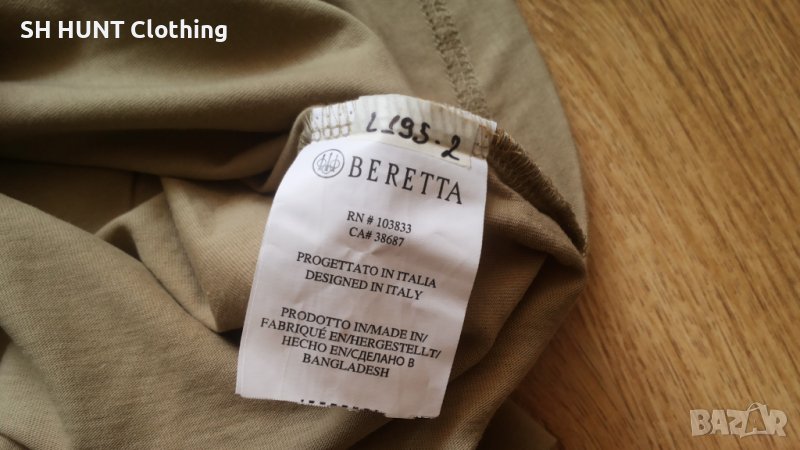 SH HUNT Clothing
L195-2
BERETTA
RN # 103833
CA# 38687
PROGETTATO IN ITALIA
DESIGNED IN ITALY
PRODOTTO IN/MADE IN/
FABRIQUÉ EN/HERGESTELLT/
HECHO EN/СДЕЛАНО В
BANGLADESH
BAZAR